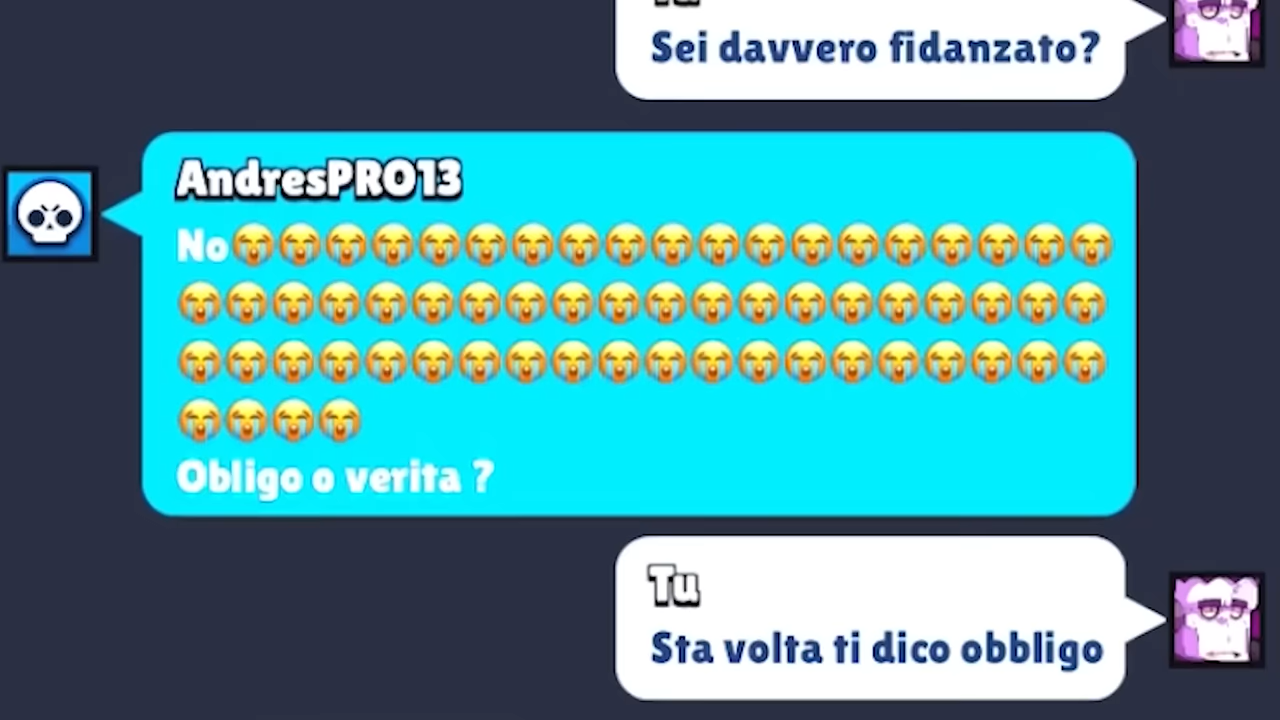 Sei davvero fidanzato?
AndresPRO13
No😭😭😭😭😭😭😭😭😭😭😭😭😭😭😭😭😭😭😭
😭😭😭😭😭😭😭😭😭😭😭😭😭😭😭😭😭😭😭😭
😭😭😭😭😭😭😭😭😭😭😭😭😭😭😭😭😭😭😭😭
😭😭😭😭
Obligo o verita ?
Tu
Sta volta ti dico obbligo